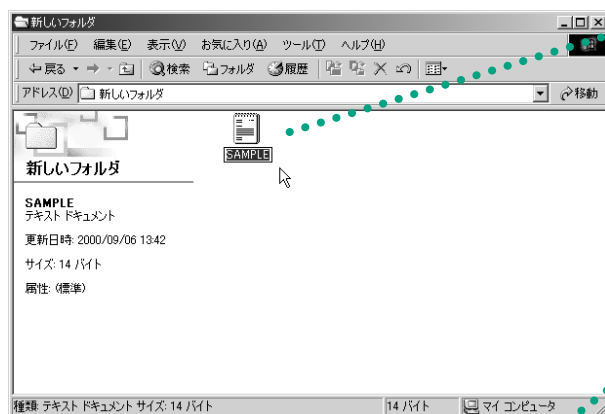 新しいフォルダ
ファイル(F) 編集(E) 表示(V) お気に入り(A) ツール(T) ヘルプ(H)
戻る 検索 フォルダ 履歴
アドレス(D) 新しいフォルダ 移動
SAMPLE
新しいフォルダ
SAMPLE
テキスト ドキュメント
更新日時: 2000/09/06 13:42
サイズ: 14 バイト
属性: (標準)
種類: テキスト ドキュメント サイズ: 14 バイト 14 バイト マイ コンピュータ